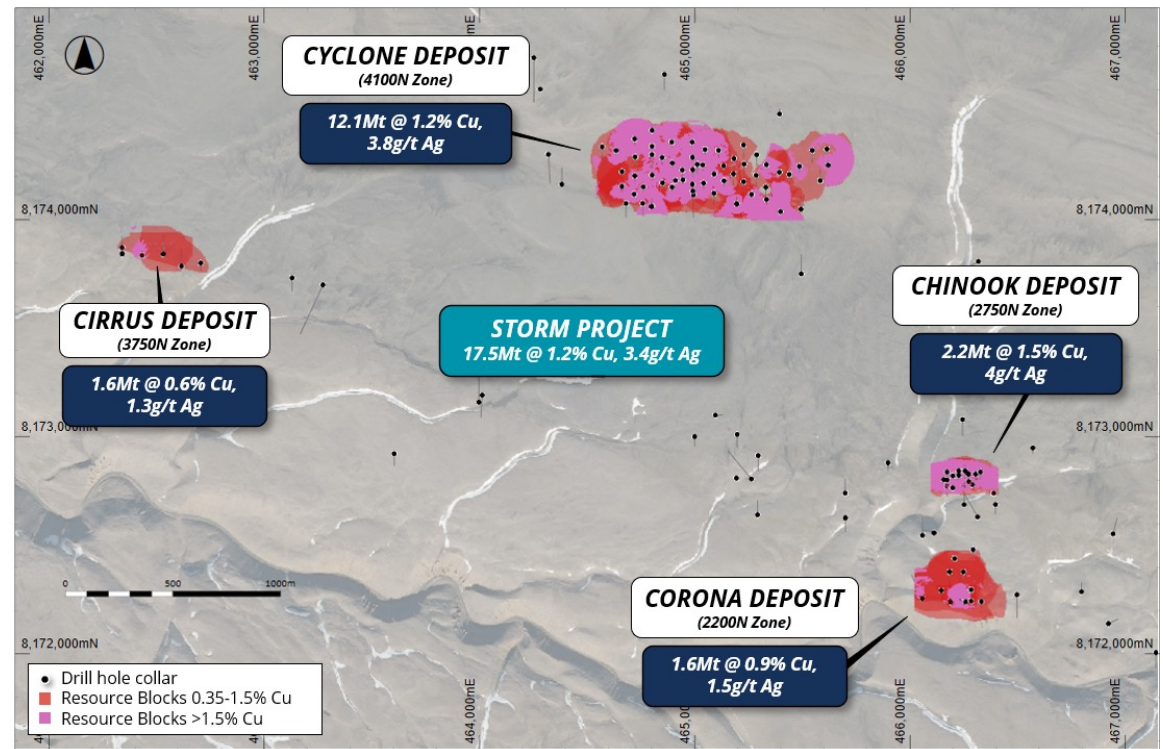 462,000mE
463,000mE
465,000mE
466,000mE
467,000mE
CYCLONE DEPOSIT
(4100N Zone)
12.1Mt @ 1.2% Cu,
3.8g/t Ag
8,174,000mN
8,174,000mN
CIRRUS DEPOSIT
(3750N Zone)
1.6Mt @ 0.6% Cu,
1.3g/t Ag
STORM PROJECT
17.5Mt @ 1.2% Cu, 3.4g/t Ag
CHINOOK DEPOSIT
(2750N Zone)
2.2Mt @ 1.5% Cu,
4g/t Ag
8,173,000mN
8,173,000mN
0 500 1000m
CORONA DEPOSIT
(2200N Zone)
1.6Mt @ 0.9% Cu,
1.5g/t Ag
8,172,000mN
8,172,000mN
Drill hole collar
Resource Blocks 0.35-1.5% Cu
Resource Blocks >1.5% Cu
464,000mE
466,000mE
467,000mE